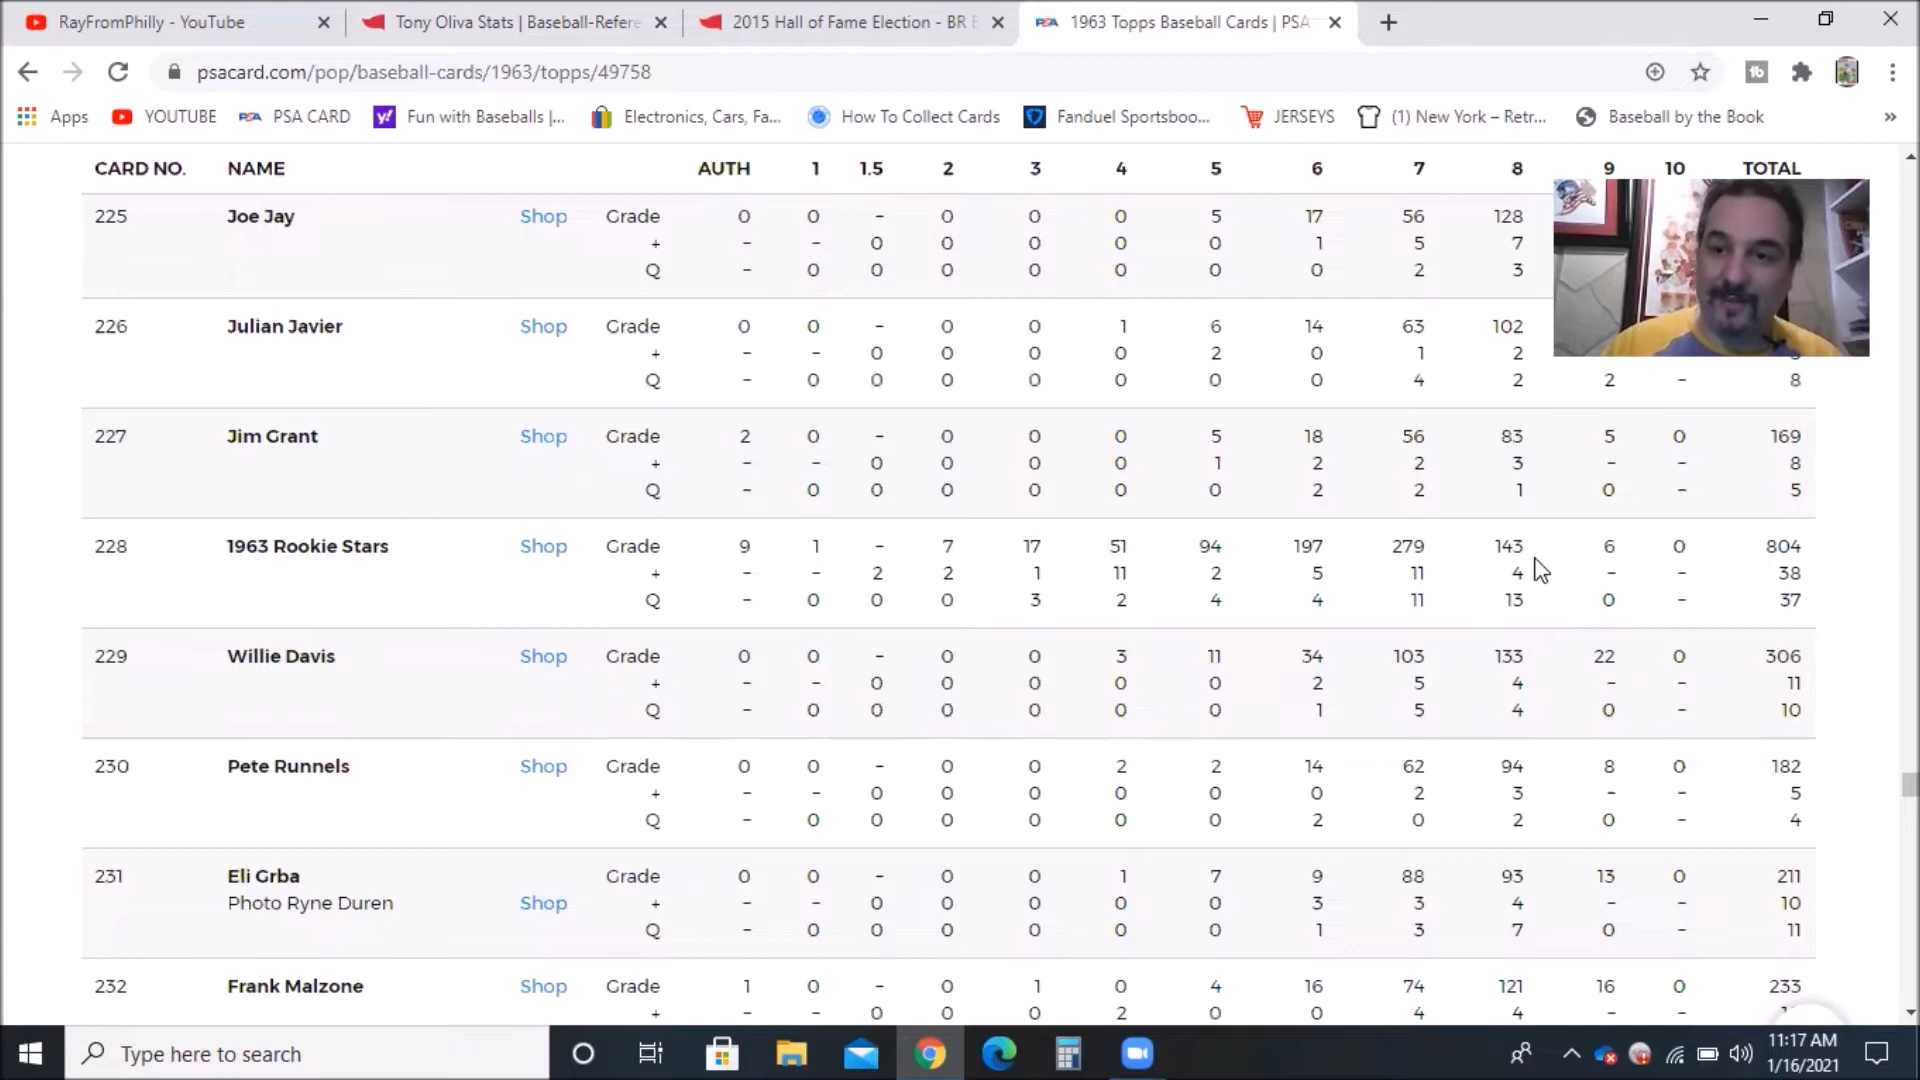 RayFromPhilly - YouTube Tony Oliva Stats | Baseball-Refere 2015 Hall of Fame Election - BR B 1963 Topps Baseball Cards | PSA
psacard.com/pop/baseball-cards/1963/topps/49758
Apps YOUTUBE PSA CARD Fun with Baseballs |... Electronics, Cars, Fa... How To Collect Cards Fanduel Sportsboo... JERSEYS (1) New York – Retr... Baseball by the Book »
CARD NO. NAME AUTH 1 1.5 2 3 4 5 6 7 8 9 10 TOTAL
225 Joe Jay Shop Grade 0 0 - 0 0 0 5 17 56 128
+ - - 0 0 0 0 0 1 5 7
Q - 0 0 0 0 0 0 0 2 3
226 Julian Javier Shop Grade 0 0 - 0 0 1 6 14 63 102
+ - - 0 0 0 0 2 0 1 2
Q - 0 0 0 0 0 0 0 4 2 2 - 8
227 Jim Grant Shop Grade 2 0 - 0 0 0 5 18 56 83 5 0 169
+ - - 0 0 0 0 1 2 2 3 - - 8
Q - 0 0 0 0 0 0 2 2 1 0 - 5
228 1963 Rookie Stars Shop Grade 9 1 - 7 17 51 94 197 279 143 6 0 804
+ - - 2 2 1 11 2 5 11 4 - - 38
Q - 0 0 0 3 2 4 4 11 13 0 - 37
229 Willie Davis Shop Grade 0 0 - 0 0 3 11 34 103 133 22 0 306
+ - - 0 0 0 0 0 2 5 4 - - 11
Q - 0 0 0 0 0 0 1 5 4 0 - 10
230 Pete Runnels Shop Grade 0 0 - 0 0 2 2 14 62 94 8 0 182
+ - - 0 0 0 0 0 0 2 3 - - 5
Q - 0 0 0 0 0 0 2 0 2 0 - 4
231 Eli Grba Grade 0 0 - 0 0 1 7 9 88 93 13 0 211
Photo Ryne Duren Shop + - - 0 0 0 0 0 3 3 4 - - 10
Q - 0 0 0 0 0 0 1 3 7 0 - 11
232 Frank Malzone Shop Grade 1 0 - 0 1 0 4 16 74 121 16 0 233
+ - - 0 0 0 2 0 0 4 4 - -
Type here to search 11:17 AM
1/16/2021